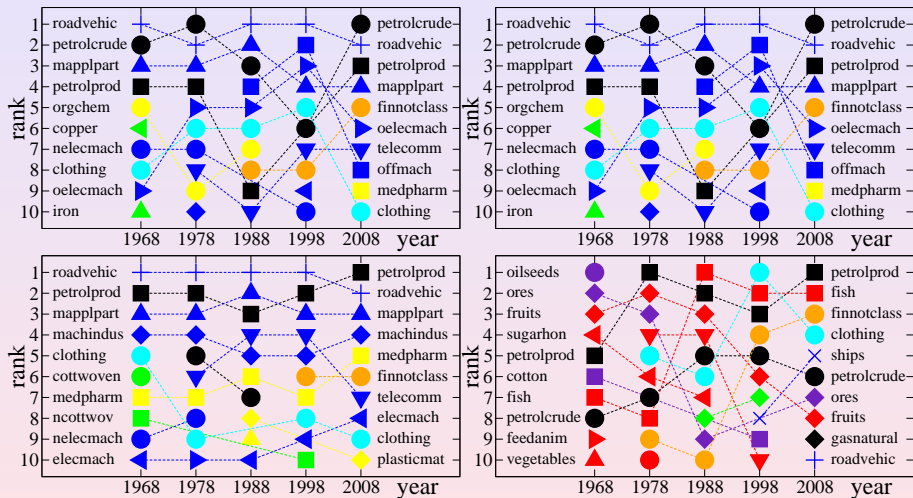 1 roadvehic petrolcrude
2 petrolcrude roadvehic
3 mapplpart petrolprod
4 petrolprod mapplpart
5 orgchem finnotclass
6 copper oelecmach
7 nelecmach telecomm
8 clothing offmach
9 oelecmach medpharm
10 iron clothing
rank
1968 1978 1988 1998 2008 year
1 roadvehic petrolcrude
2 petrolcrude roadvehic
3 mapplpart petrolprod
4 petrolprod mapplpart
5 orgchem finnotclass
6 copper oelecmach
7 nelecmach telecomm
8 clothing offmach
9 oelecmach medpharm
10 iron clothing
rank
1968 1978 1988 1998 2008 year
1 roadvehic petrolprod
2 petrolprod roadvehic
3 mapplpart mapplpart
4 machindus machindus
5 clothing medpharm
6 cottwoven finnotclass
7 medpharm telecomm
8 ncottwov elecmach
9 nelecmach clothing
10 elecmach plasticmat
rank
1968 1978 1988 1998 2008 year
1 oilseeds petrolprod
2 ores fish
3 fruits finnotclass
4 sugarhon clothing
5 petrolprod ships
6 cotton petrolcrude
7 fish ores
8 petrolcrude fruits
9 feedanim gasnatural
10 vegetables roadvehic
rank
1968 1978 1988 1998 2008 year